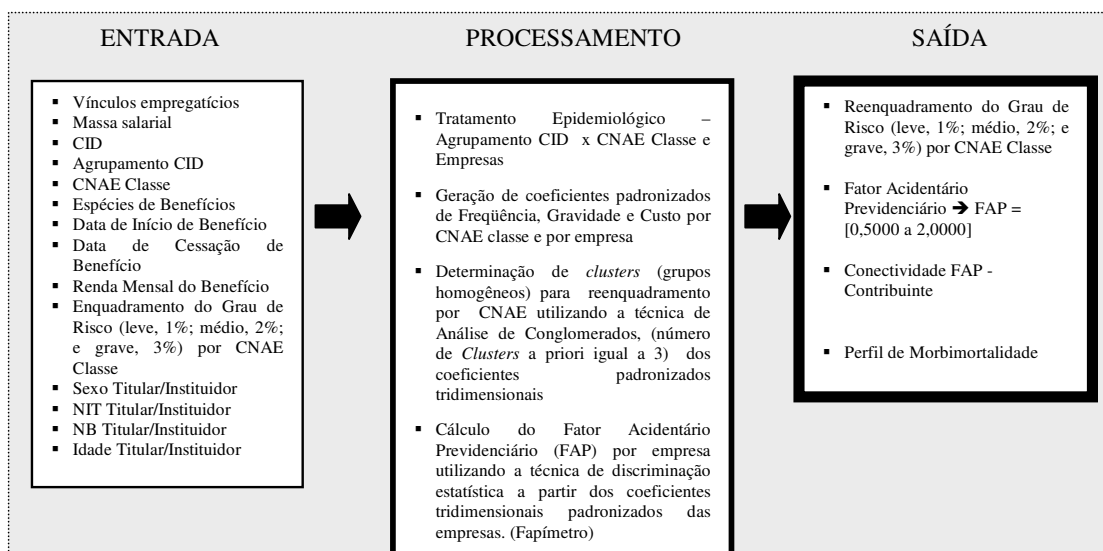 ENTRADA
▪ Vínculos empregatícios
▪ Massa salarial
▪ CID
▪ Agrupamento CID
▪ CNAE Classe
▪ Espécies de Benefícios
▪ Data de Início de Benefício
▪ Data de Cessação de
Benefício
▪ Renda Mensal do Benefício
▪ Enquadramento do Grau de
Risco (leve, 1%; médio, 2%;
e grave, 3%) por CNAE
Classe
▪ Sexo Titular/Instituidor
▪ NIT Titular/Instituidor
▪ NB Titular/Instituidor
▪ Idade Titular/Instituidor
PROCESSAMENTO
▪ Tratamento Epidemiológico –
Agrupamento CID x CNAE Classe e
Empresas
▪ Geração de coeficientes padronizados
de Freqüência, Gravidade e Custo por
CNAE classe e por empresa
▪ Determinação de clusters (grupos
homogêneos) para reenquadramento
por CNAE utilizando a técnica de
Análise de Conglomerados, (número
de Clusters a priori igual a 3) dos
coeficientes padronizados
tridimensionais
▪ Cálculo do Fator Acidentário
Previdenciário (FAP) por empresa
utilizando a técnica de discriminação
estatística a partir dos coeficientes
tridimensionais padronizados das
empresas. (Fapímetro)
SAÍDA
▪ Reenquadramento do Grau de
Risco (leve, 1%; médio, 2%; e
grave, 3%) por CNAE Classe
▪ Fator Acidentário
Previdenciário ➔ FAP =
[0,5000 a 2,0000]
▪ Conectividade FAP -
Contribuinte
▪ Perfil de Morbimortalidade